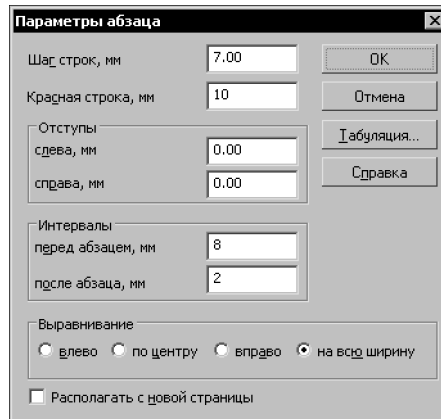 Параметры абзаца
Шаг строк, мм 7.00 OK
Красная строка, мм 10 Отмена
Отступы Табуляция...
слева, мм 0.00
справа, мм 0.00 Справка
Интервалы
перед абзацем, мм 8
после абзаца, мм 2
Выравнивание
влево по центру вправо на всю ширину
Располагать с новой страницы